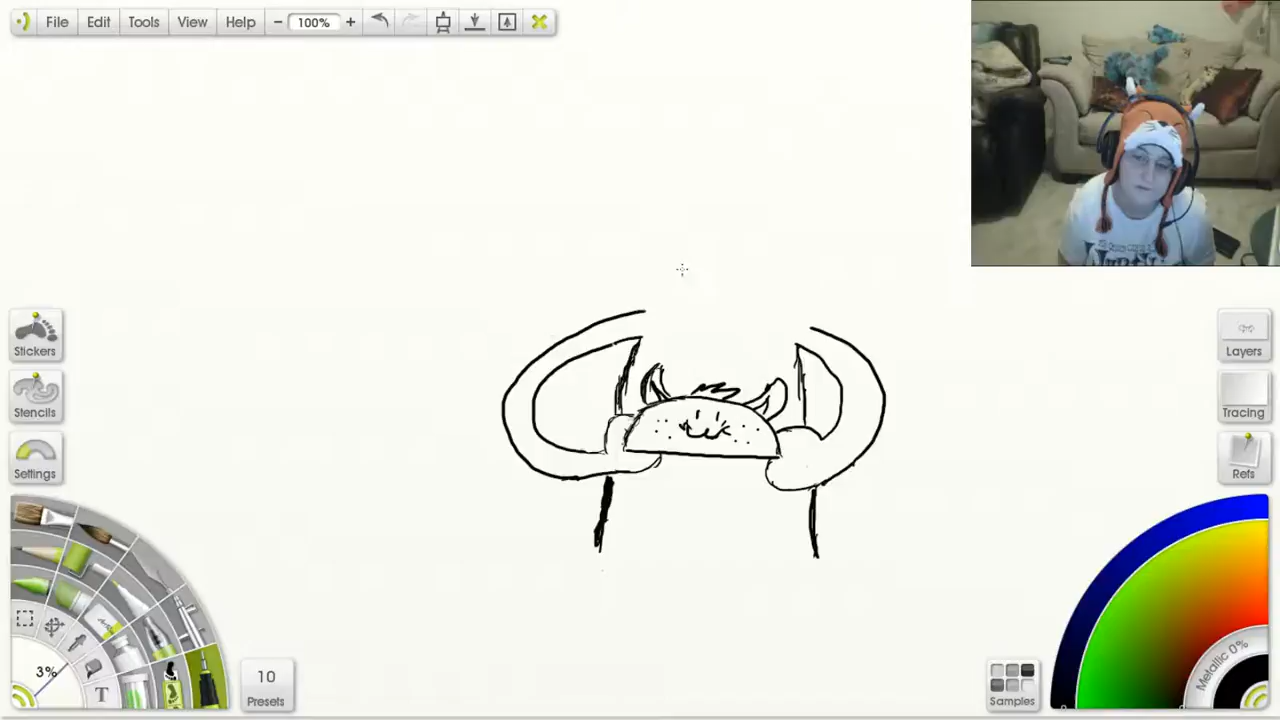 File Edit Tools View Help − 100% +
Stickers
Stencils
Settings
3%
T
10
Presets
Layers
Tracing
Refs
Metallic 0%
Samples